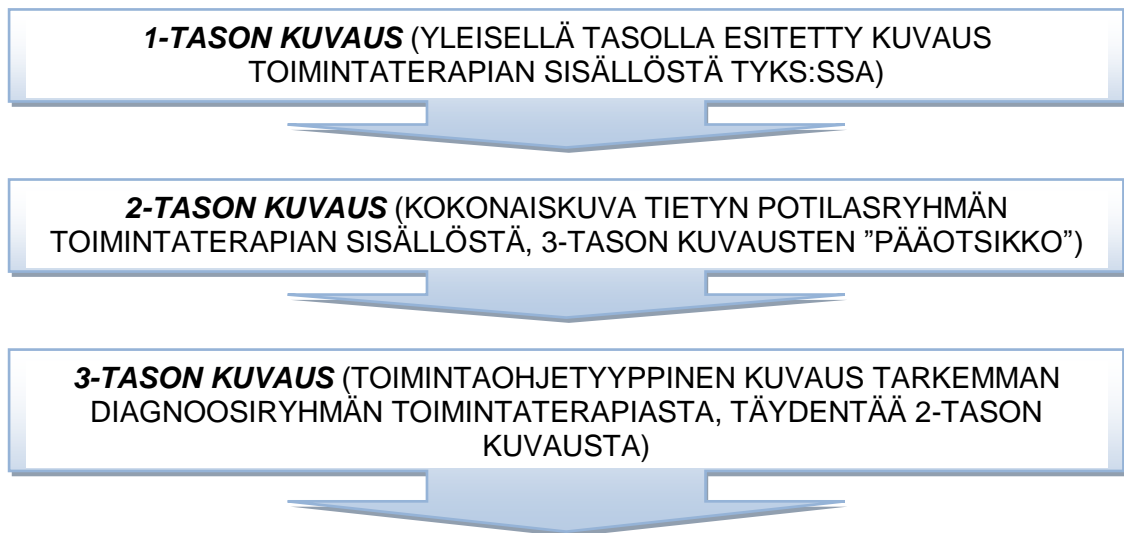 1-TASON KUVAUS (YLEISELLÄ TASOLLA ESITETTY KUVAUS
TOIMINTATERAPIAN SISÄLLÖSTÄ TYKS:SSA)
2-TASON KUVAUS (KOKONAISKUVA TIETYN POTILASRYHMÄN
TOIMINTATERAPIAN SISÄLLÖSTÄ, 3-TASON KUVAUSTEN ”PÄÄOTSIKKO”)
3-TASON KUVAUS (TOIMINTAOHJETYYPPINEN KUVAUS TARKEMMAN
DIAGNOOSIRYHMÄN TOIMINTATERAPIASTA, TÄYDENTÄÄ 2-TASON
KUVAUSTA)